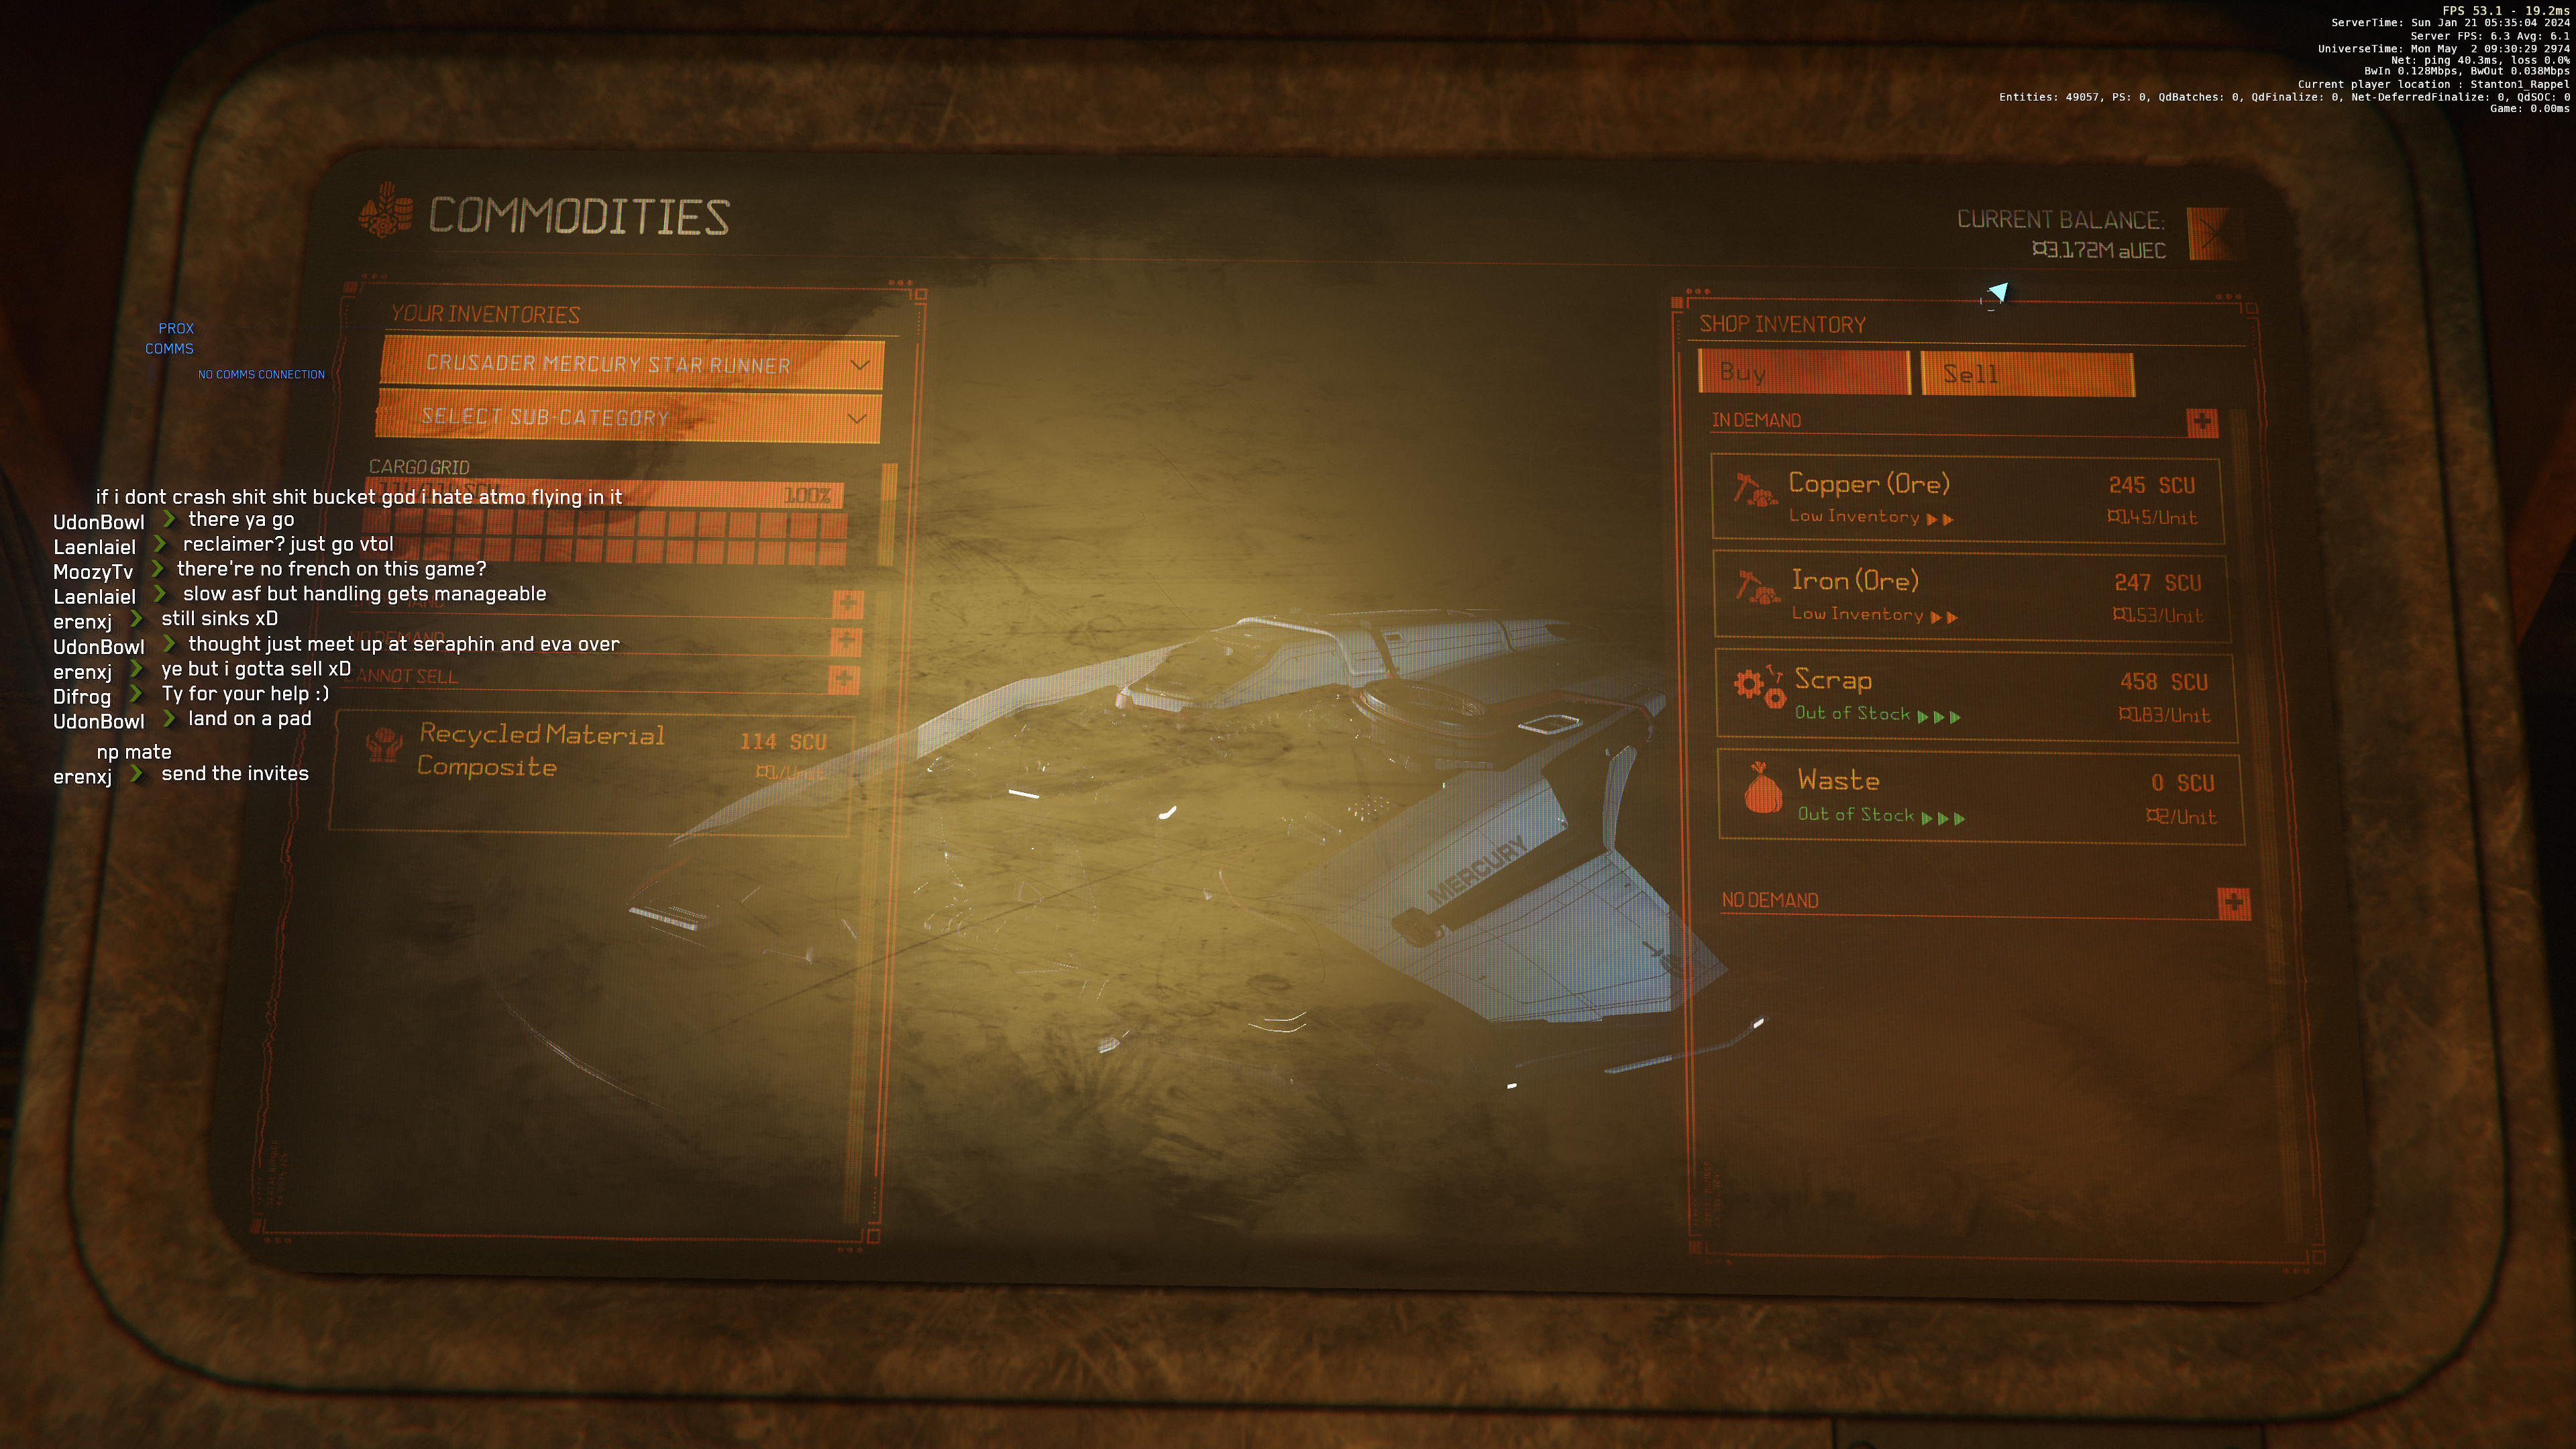 FPS 53.1 - 19.2ms
ServerTime: Sun Jan 21 05:35:04 2024
Server FPS: 6.3 Avg: 6.1
UniverseTime: Mon May 2 09:30:29 2974
Net: ping 40.3ms, loss 0.0%
BwIn 0.128Mbps, BwOut 0.038Mbps
Current player location : Stanton1_Rappel
Entities: 49057, PS: 0, QdBatches: 0, QdFinalize: 0, Net-DeferredFinalize: 0, QdSOC: 0
Game: 0.00ms
COMMODITIES
CURRENT BALANCE:
¤3.172M aUEC
YOUR INVENTORIES
CRUSADER MERCURY STAR RUNNER
SELECT SUB-CATEGORY
CARGO GRID
100%
NO DEMAND
CANNOT SELL
Recycled Material
Composite
114 SCU
¤1/Unit
PROX
COMMS
NO COMMS CONNECTION
if i dont crash shit shit bucket god i hate atmo flying in it
UdonBowl there ya go
Laenlaiel reclaimer? just go vtol
MoozyTv there're no french on this game?
Laenlaiel slow asf but handling gets manageable
erenxj still sinks xD
UdonBowl thought just meet up at seraphin and eva over
erenxj ye but i gotta sell xD
Difrog Ty for your help :)
UdonBowl land on a pad
np mate
erenxj send the invites
MERCURY
SHOP INVENTORY
Buy
Sell
IN DEMAND
Copper (Ore) 245 SCU
Low Inventory ¤145/Unit
Iron (Ore) 247 SCU
Low Inventory ¤153/Unit
Scrap 458 SCU
Out of Stock ¤183/Unit
Waste 0 SCU
Out of Stock ¤2/Unit
NO DEMAND